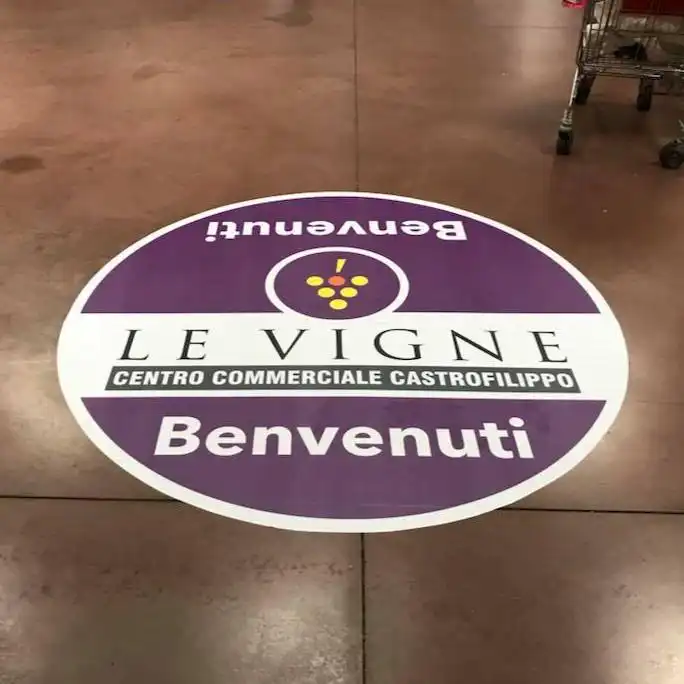 Benvenuti
LE VIGNE
CENTRO COMMERCIALE CASTROFILIPPO
Benvenuti